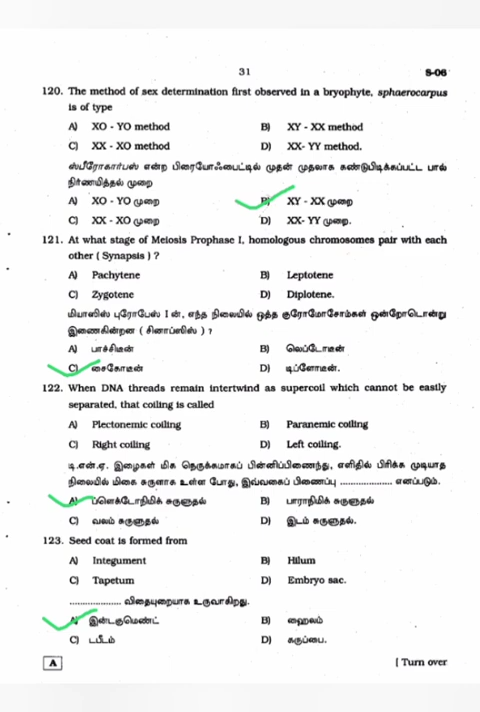 31
S-06
120. The method of sex determination first observed in a bryophyte, sphaerocarpus
is of type
A) XO - YO method B) XY - XX method
C) XX - XO method D) XX- YY method.
ஸ்பீரோகார்பஸ் என்ற பிரையோஃபைட்டில் முதன் முதலாக கண்டுபிடிக்கப்பட்ட பால்
நிர்ணயித்தல் முறை
A) XO - YO முறை B) XY - XX முறை
C) XX - XO முறை D) XX- YY முறை.
121. At what stage of Meiosis Prophase I, homologous chromosomes pair with each
other ( Synapsis ) ?
A) Pachytene B) Leptotene
C) Zygotene D) Diplotene.
மியாஸிஸ் புரோபேஸ் I ன், எந்த நிலையில் ஒத்த குரோமோசோம்கள் ஒன்றோடொன்று
இணைகின்றன ( சினாப்ஸிஸ் ) ?
A) பாச்சிடீன் B) லெப்டோடீன்
C) சைகோடீன் D) டிப்ளோடீன்.
122. When DNA threads remain intertwind as supercoil which cannot be easily
separated, that coiling is called
A) Plectonemic coiling B) Paranemic coiling
C) Right coiling D) Left coiling.
டி.என்.ஏ. இழைகள் மிக நெருக்கமாகப் பின்னிப்பிணைந்து, எளிதில் பிரிக்க முடியாத
நிலையில் மிகை சுருளாக உள்ள போது, இவ்வகைப் பிணைப்பு .................... எனப்படும்.
A) ப்ளெக்டோநிமிக் சுருளுதல் B) பாராநிமிக் சுருளுதல்
C) வலம் சுருளுதல் D) இடம் சுருளுதல்.
123. Seed coat is formed from
A) Integument B) Hilum
C) Tapetum D) Embryo sac.
.................... விதையுறையாக உருவாகிறது.
A) இன்டகுமெண்ட் B) ஹைலம்
C) டபீடம் D) கருப்பை.
A
[ Turn over